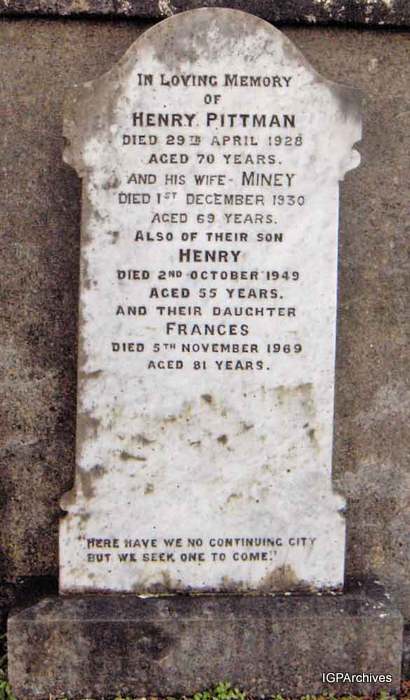 In Loving Memory
OF
Henry Pittman
DIED 29TH APRIL 1928
AGED 70 YEARS.
AND HIS WIFE - MINEY
DIED 1ST DECEMBER 1930
AGED 69 YEARS.
ALSO OF THEIR SON
HENRY
DIED 2ND OCTOBER 1949
AGED 55 YEARS.
AND THEIR DAUGHTER
FRANCES
DIED 5TH NOVEMBER 1969
AGED 81 YEARS.
"HERE HAVE WE NO CONTINUING CITY
BUT WE SEEK ONE TO COME."
IGPArchives